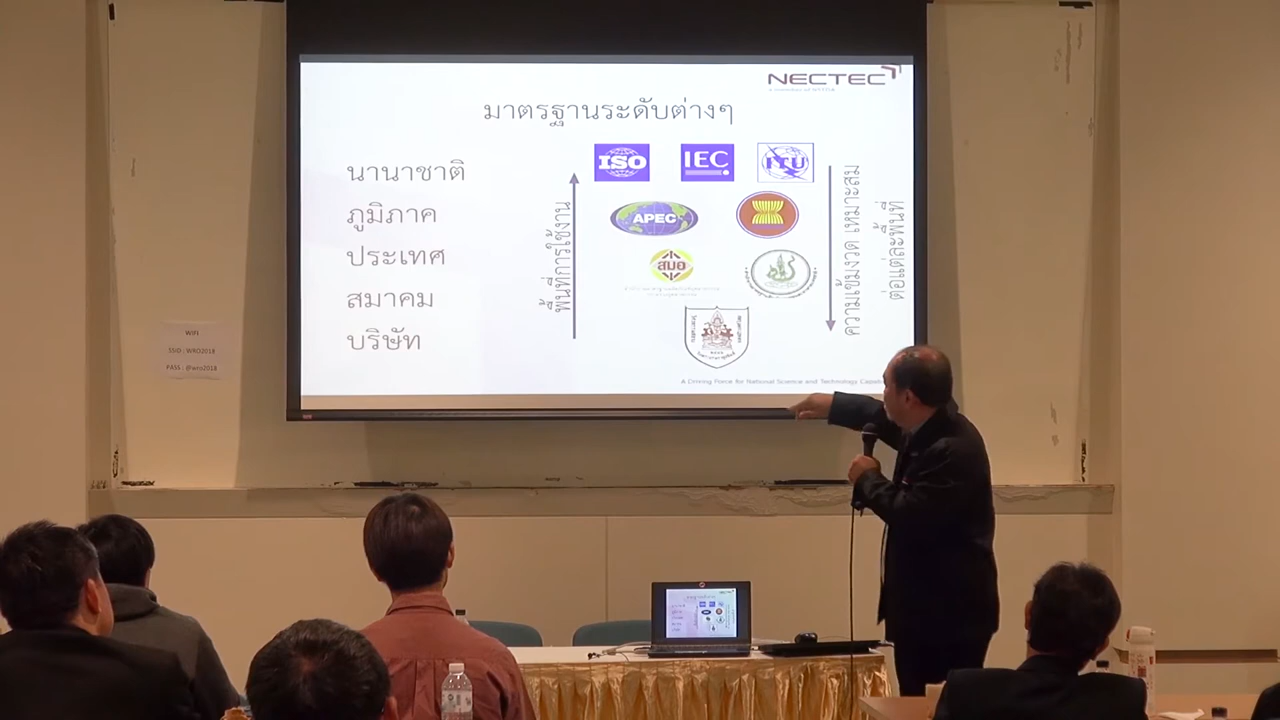 NECTEC
a member of NSTDA
มาตรฐานระดับต่างๆ
นานาชาติ
ภูมิภาค
ประเทศ
สมาคม
บริษัท
พื้นที่การใช้งาน
ISO
IEC
ITU
APEC
สมอ
ความเข้มงวด เหมาะสม
ต่อแต่ละพื้นที่
A Driving Force for National Science and Technology
WIFI
SSID : WRO2018
PASS : @wro2018